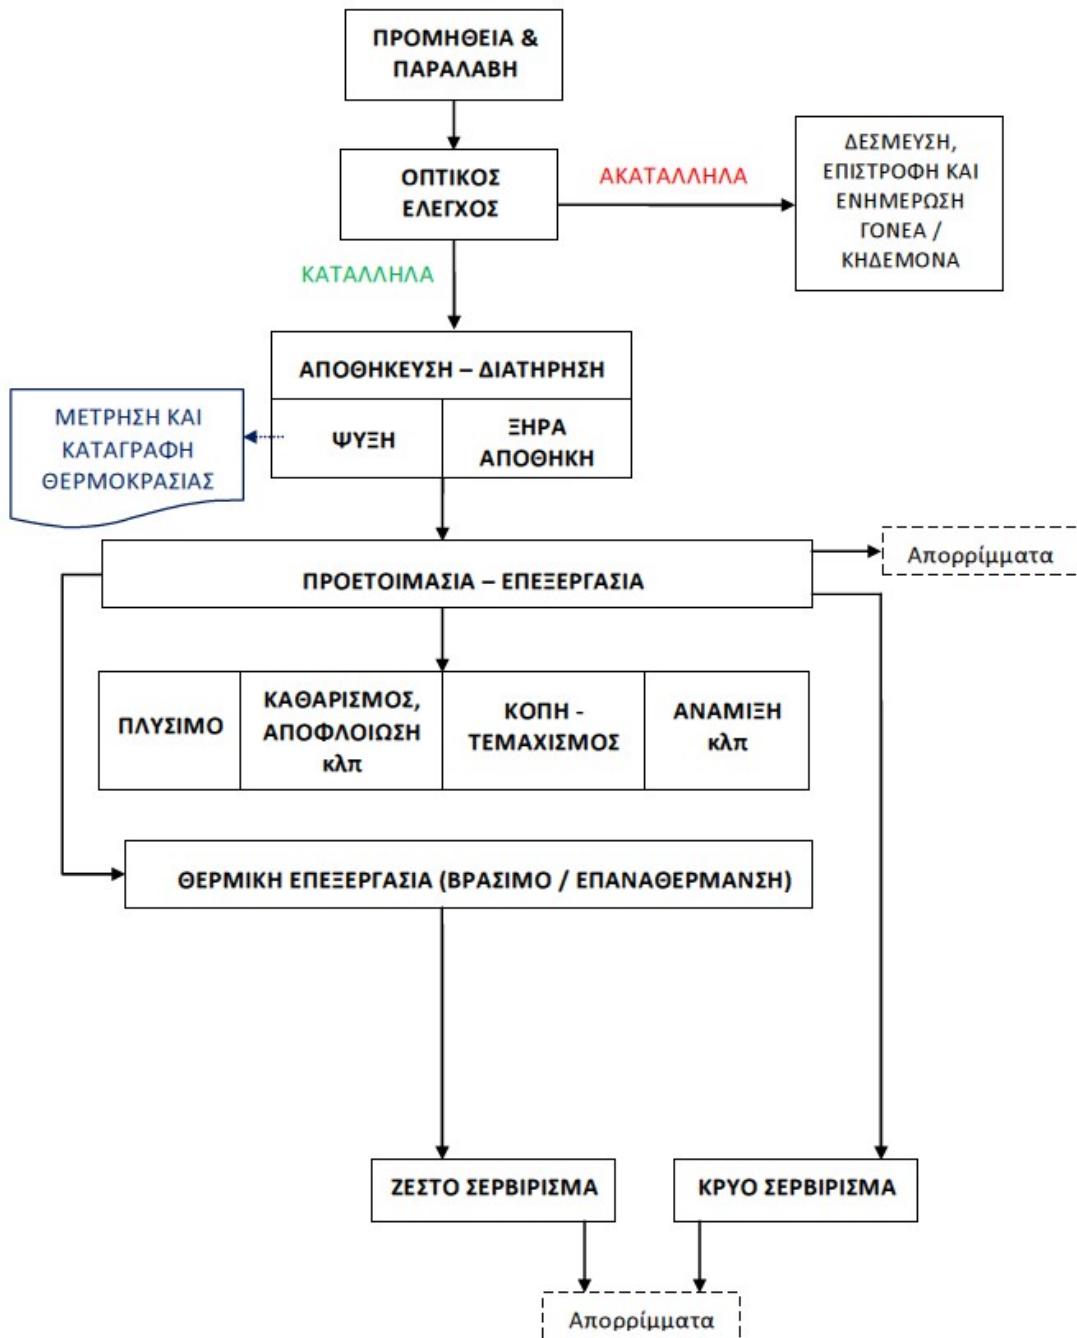 ΠΡΟΜΗΘΕΙΑ &
ΠΑΡΑΛΑΒΗ
ΟΠΤΙΚΟΣ
ΕΛΕΓΧΟΣ
ΑΚΑΤΑΛΛΗΛΑ
ΔΕΣΜΕΥΣΗ,
ΕΠΙΣΤΡΟΦΗ ΚΑΙ
ΕΝΗΜΕΡΩΣΗ
ΓΟΝΕΑ /
ΚΗΔΕΜΟΝΑ
ΚΑΤΑΛΛΗΛΑ
ΑΠΟΘΗΚΕΥΣΗ – ΔΙΑΤΗΡΗΣΗ
ΨΥΞΗ
ΞΗΡΑ
ΑΠΟΘΗΚΗ
ΜΕΤΡΗΣΗ ΚΑΙ
ΚΑΤΑΓΡΑΦΗ
ΘΕΡΜΟΚΡΑΣΙΑΣ
ΠΡΟΕΤΟΙΜΑΣΙΑ – ΕΠΕΞΕΡΓΑΣΙΑ
Απορρίμματα
ΠΛΥΣΙΜΟ
ΚΑΘΑΡΙΣΜΟΣ,
ΑΠΟΦΛΟΙΩΣΗ
κλπ
ΚΟΠΗ -
ΤΕΜΑΧΙΣΜΟΣ
ΑΝΑΜΙΞΗ
κλπ
ΘΕΡΜΙΚΗ ΕΠΕΞΕΡΓΑΣΙΑ (ΒΡΑΣΙΜΟ / ΕΠΑΝΑΘΕΡΜΑΝΣΗ)
ΖΕΣΤΟ ΣΕΡΒΙΡΙΣΜΑ
ΚΡΥΟ ΣΕΡΒΙΡΙΣΜΑ
Απορρίμματα